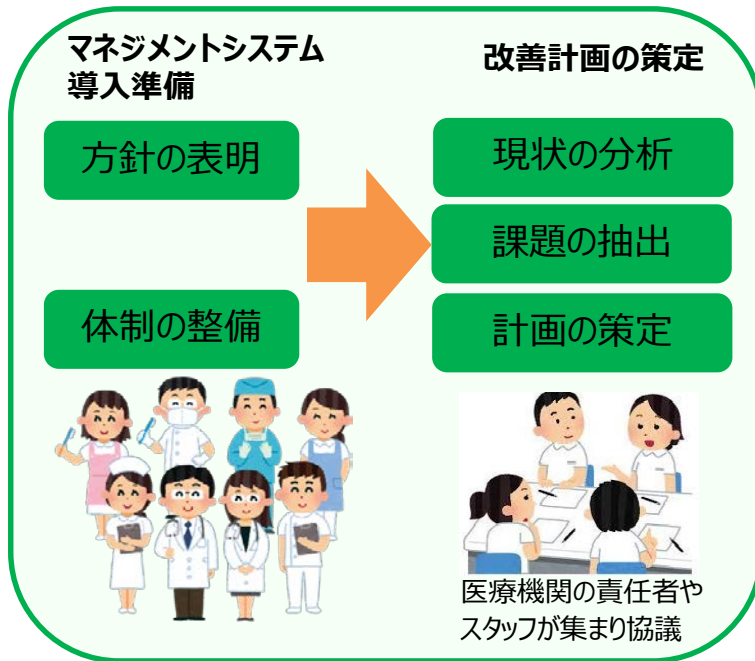 マネジメントシステム
導入準備
方針の表明
体制の整備
改善計画の策定
現状の分析
課題の抽出
計画の策定
医療機関の責任者や
スタッフが集まり協議